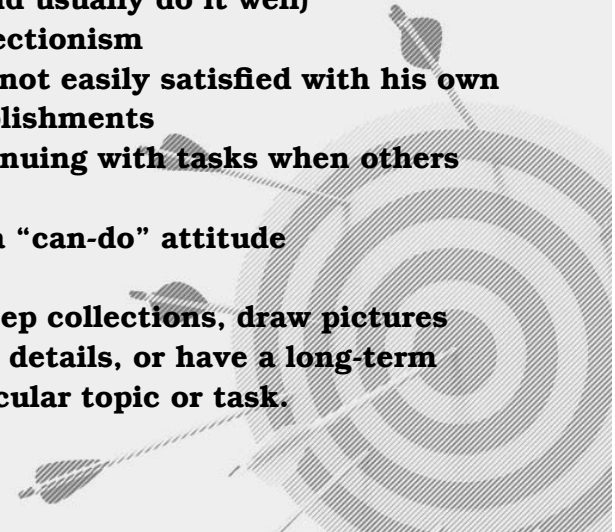 d usually do it well)
ectionism
not easily satisfied with his own
lishments
nuing with tasks when others
a “can-do” attitude
ep collections, draw pictures
details, or have a long-term
cular topic or task.